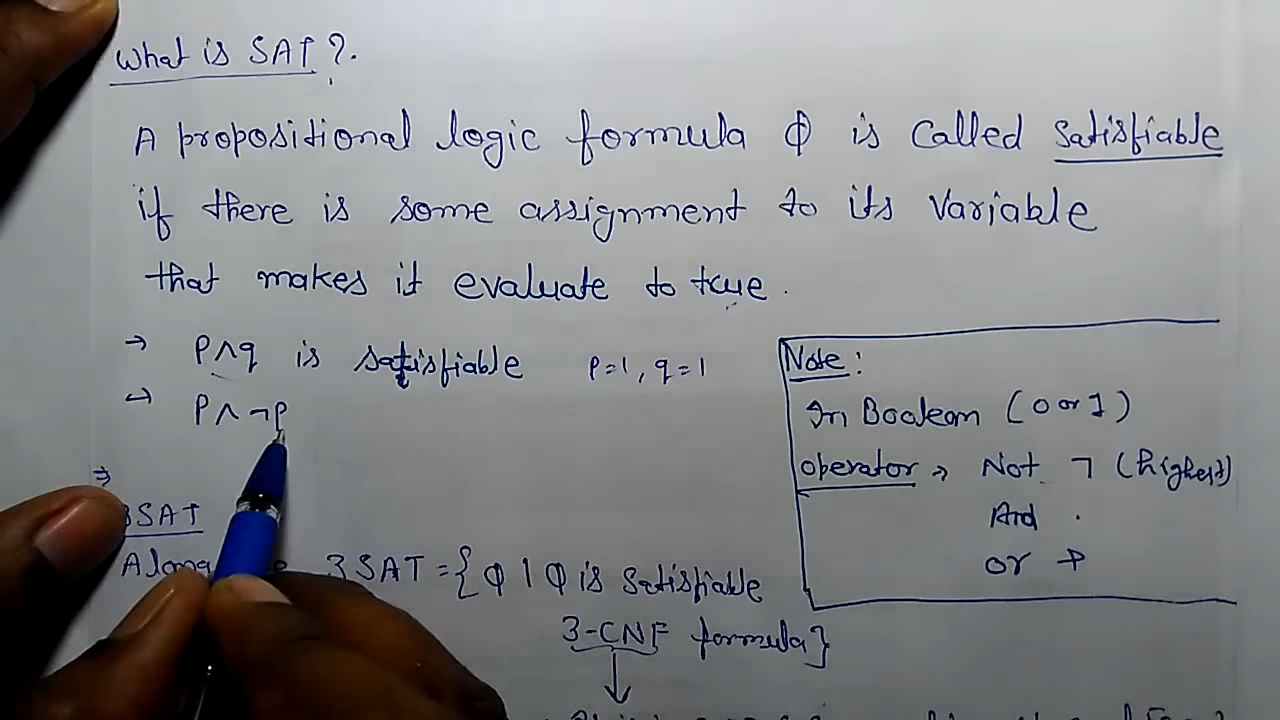 What is SAT ?.
A propositional logic formula φ is called satisfiable
if there is some assignment to its variable
that makes it evaluate to true.
→ P∧q is satisfiable P=1, q=1
→ P∧¬P
⇒
3SAT
3SAT = { φ | φ is satisfiable
3-CNF formula}
Note:
In Boolean (0 or 1)
operator → Not ¬ (highest)
And .
or +